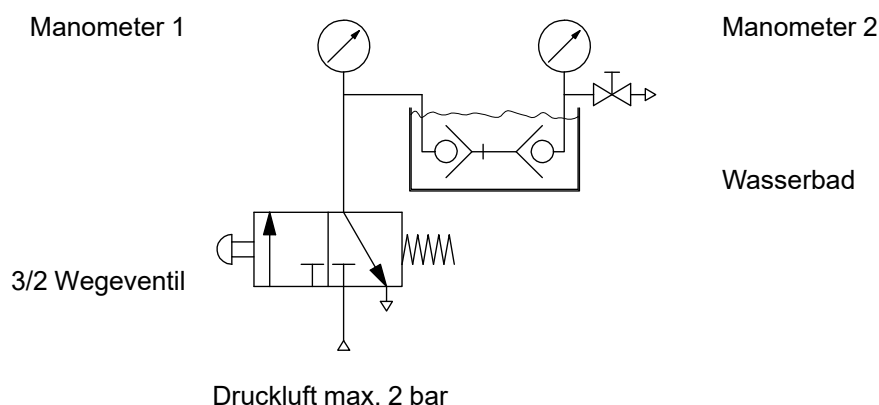 Manometer 1
Manometer 2
Wasserbad
3/2 Wegeventil
Druckluft max. 2 bar